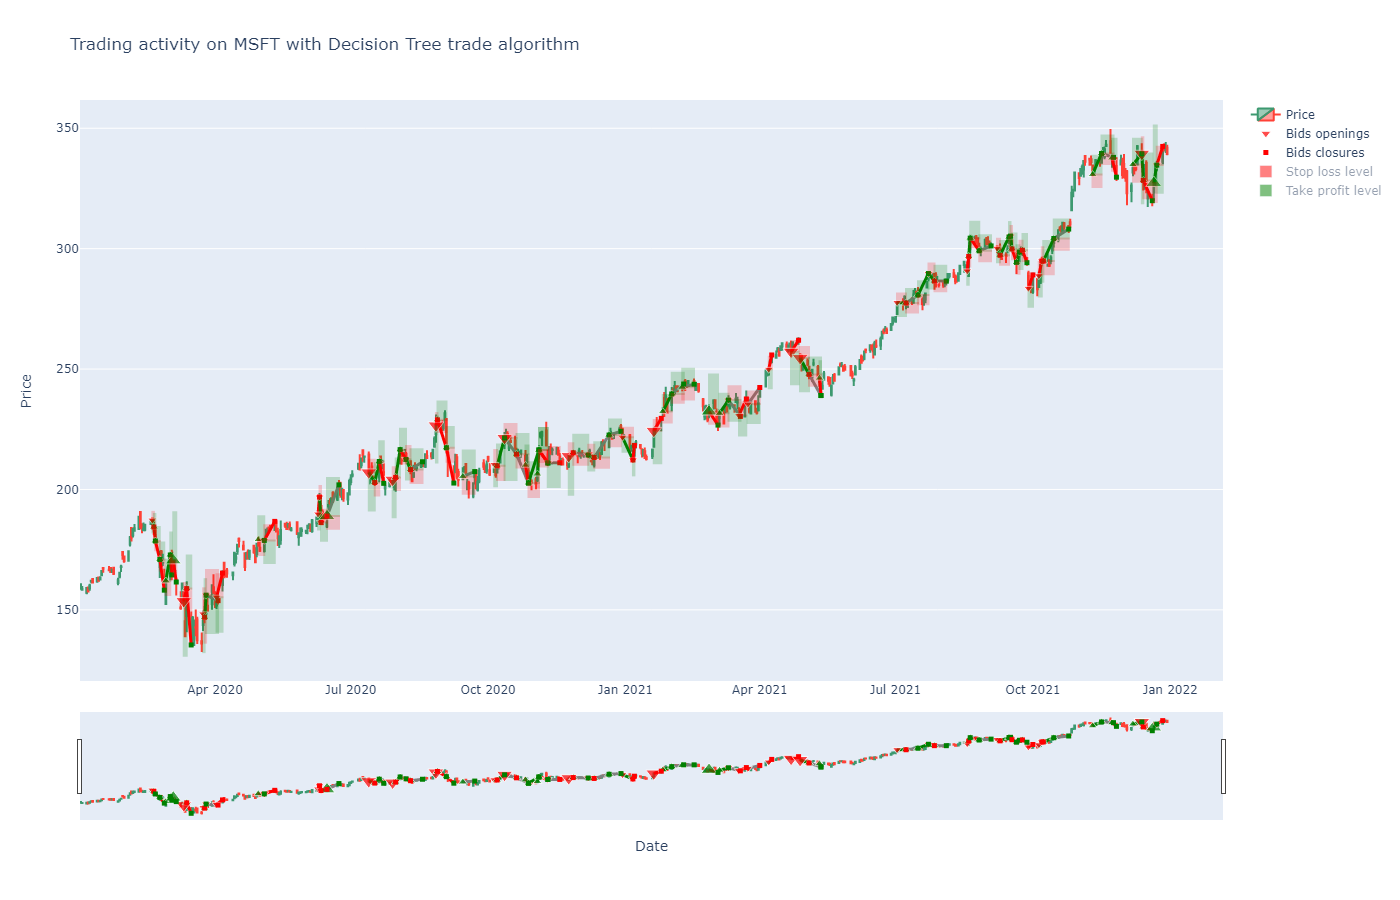 Trading activity on MSFT with Decision Tree trade algorithm
Price
Bids openings
Bids closures
Stop loss level
Take profit level
350
300
250
200
150
Price
Apr 2020
Jul 2020
Oct 2020
Jan 2021
Apr 2021
Jul 2021
Oct 2021
Jan 2022
Date